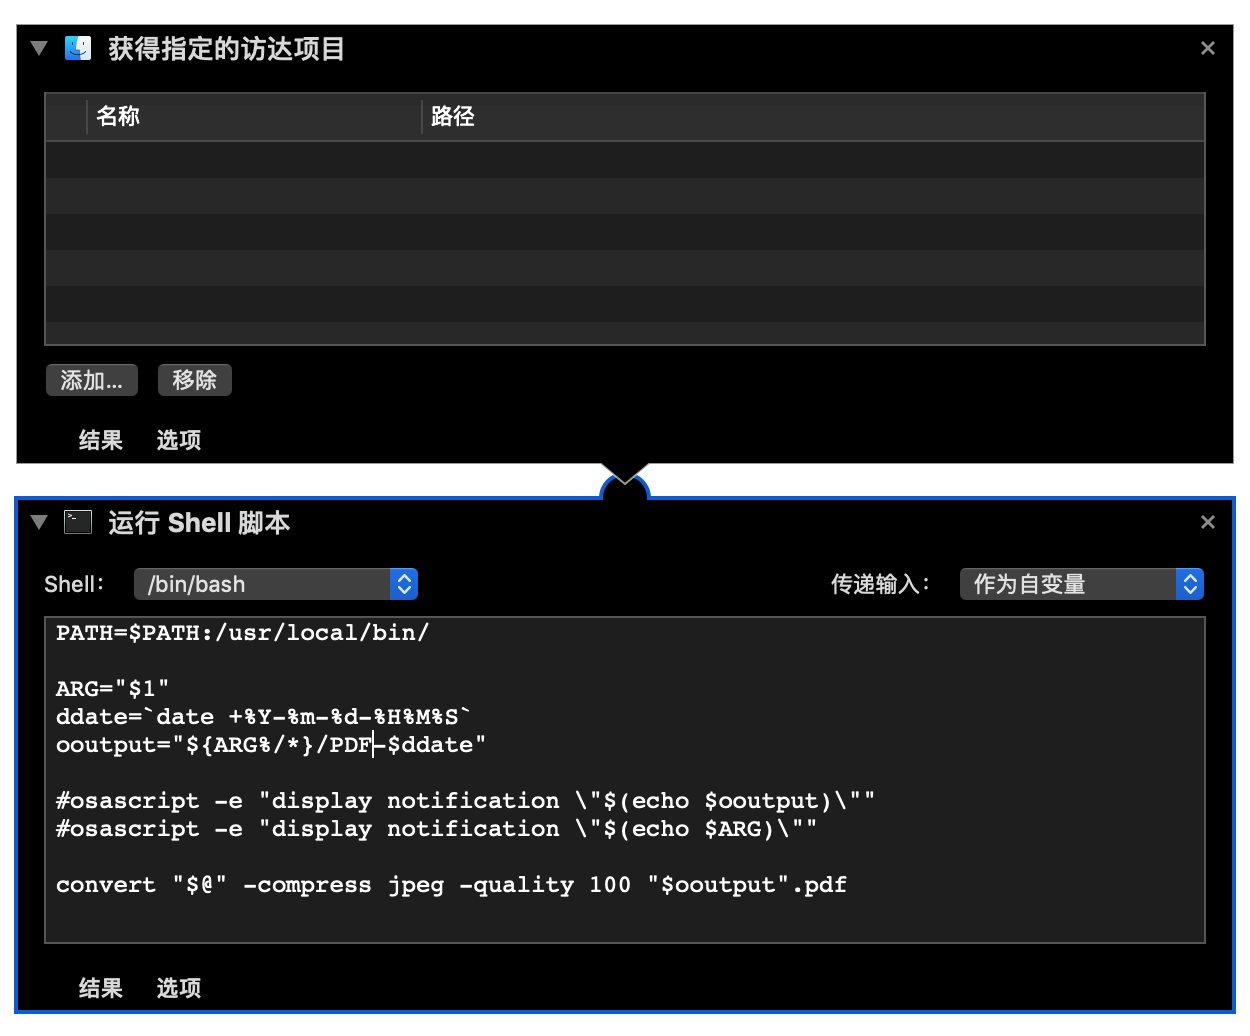 获得指定的访达项目
名称 路径
添加... 移除
结果 选项
运行 Shell 脚本
Shell: /bin/bash 传递输入: 作为自变量
PATH=$PATH:/usr/local/bin/
ARG="$1"
ddate=`date +%Y-%m-%d-%H%M%S`
ooutput="${ARG%/*}/PDF-$ddate"
#osascript -e "display notification \"$(echo $ooutput)\""
#osascript -e "display notification \"$(echo $ARG)\""
convert "$@" -compress jpeg -quality 100 "$ooutput".pdf
结果 选项